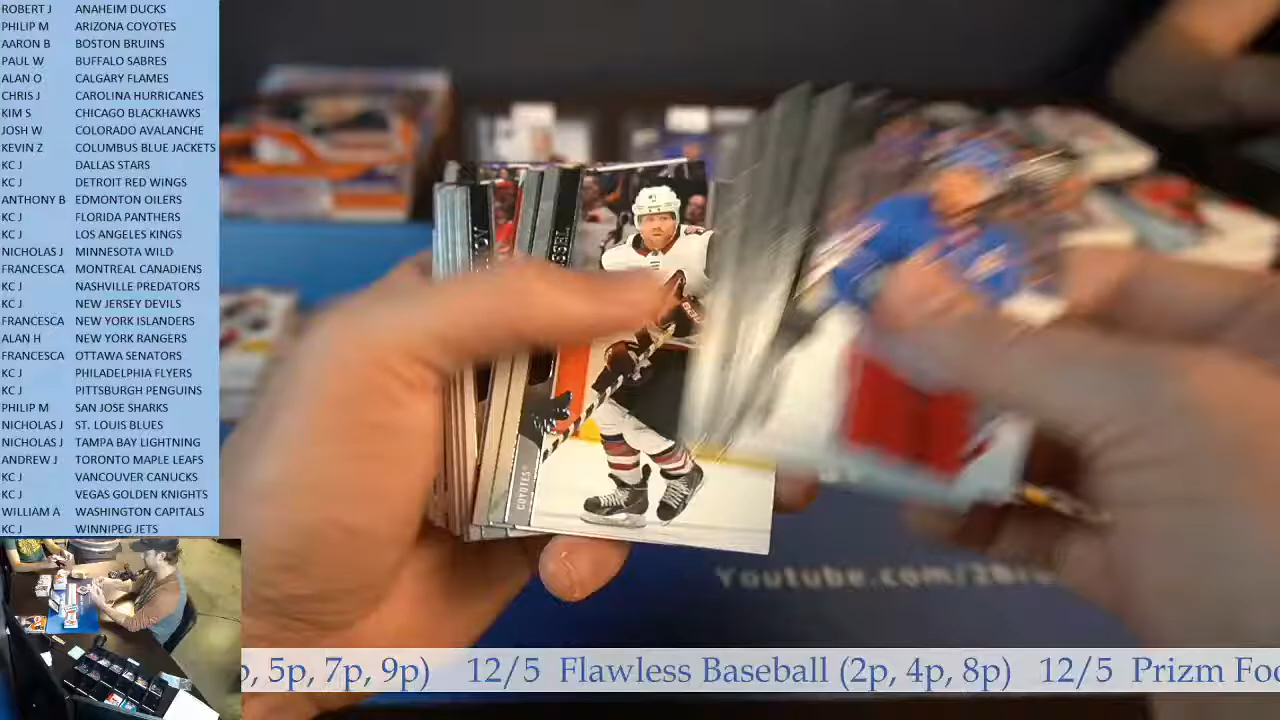 ROBERT J ANAHEIM DUCKS
PHILIP M ARIZONA COYOTES
AARON B BOSTON BRUINS
PAUL W BUFFALO SABRES
ALAN O CALGARY FLAMES
CHRIS J CAROLINA HURRICANES
KIM S CHICAGO BLACKHAWKS
JOSH W COLORADO AVALANCHE
KEVIN Z COLUMBUS BLUE JACKETS
KC J DALLAS STARS
KC J DETROIT RED WINGS
ANTHONY B EDMONTON OILERS
KC J FLORIDA PANTHERS
KC J LOS ANGELES KINGS
NICHOLAS J MINNESOTA WILD
FRANCESCA MONTREAL CANADIENS
KC J NASHVILLE PREDATORS
KC J NEW JERSEY DEVILS
FRANCESCA NEW YORK ISLANDERS
ALAN H NEW YORK RANGERS
FRANCESCA OTTAWA SENATORS
KC J PHILADELPHIA FLYERS
KC J PITTSBURGH PENGUINS
PHILIP M SAN JOSE SHARKS
NICHOLAS J ST. LOUIS BLUES
NICHOLAS J TAMPA BAY LIGHTNING
ANDREW J TORONTO MAPLE LEAFS
KC J VANCOUVER CANUCKS
KC J VEGAS GOLDEN KNIGHTS
WILLIAM A WASHINGTON CAPITALS
KC J WINNIPEG JETS
COYOTES
Youtube.com/2Br
5p, 7p, 9p) 12/5 Flawless Baseball (2p, 4p, 8p) 12/5 Prizm Foo